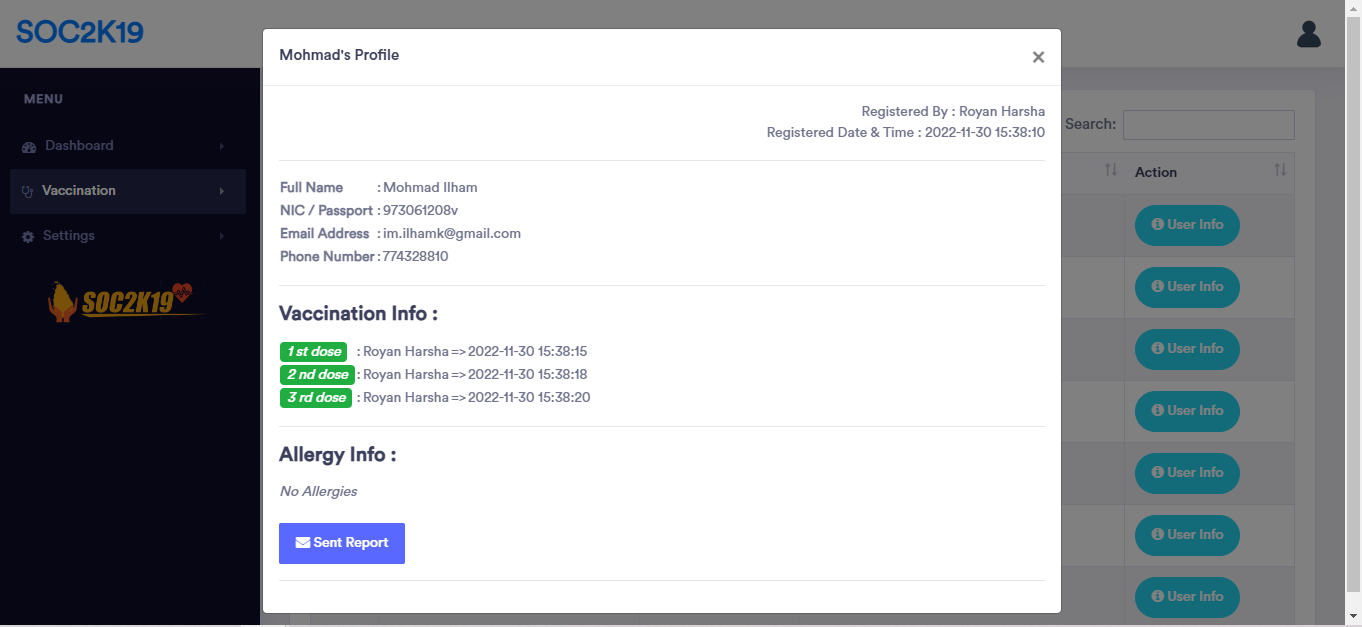 SOC2K19
Mohmad's Profile
×
MENU
Registered By : Royan Harsha
Registered Date & Time : 2022-11-30 15:38:10
Search:
Dashboard
Action
Full Name : Mohmad Ilham
Vaccination
NIC / Passport : 973061208v
User Info
Email Address : im.ilhamk@gmail.com
Settings
Phone Number : 774328810
User Info
SOC2K19
Vaccination Info :
1 st dose : Royan Harsha => 2022-11-30 15:38:15
User Info
2 nd dose : Royan Harsha => 2022-11-30 15:38:18
3 rd dose : Royan Harsha => 2022-11-30 15:38:20
User Info
Allergy Info :
User Info
No Allergies
Sent Report
User Info
User Info